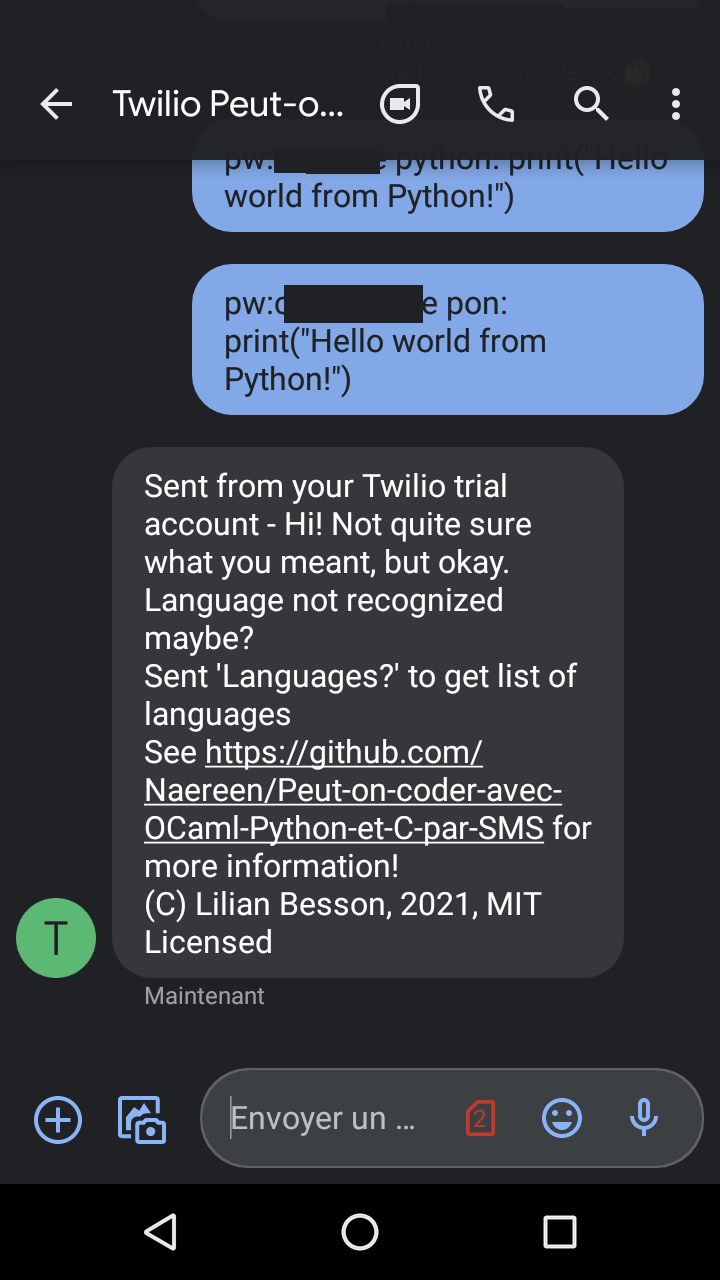 Twilio Peut-o...
pw: e python: print("Hello
world from Python!")
pw:c e pon:
print("Hello world from
Python!")
Sent from your Twilio trial
account - Hi! Not quite sure
what you meant, but okay.
Language not recognized
maybe?
Sent 'Languages?' to get list of
languages
See https://github.com/
Naereen/Peut-on-coder-avec-
OCaml-Python-et-C-par-SMS for
more information!
(C) Lilian Besson, 2021, MIT
Licensed
T
Maintenant
Envoyer un ...
2